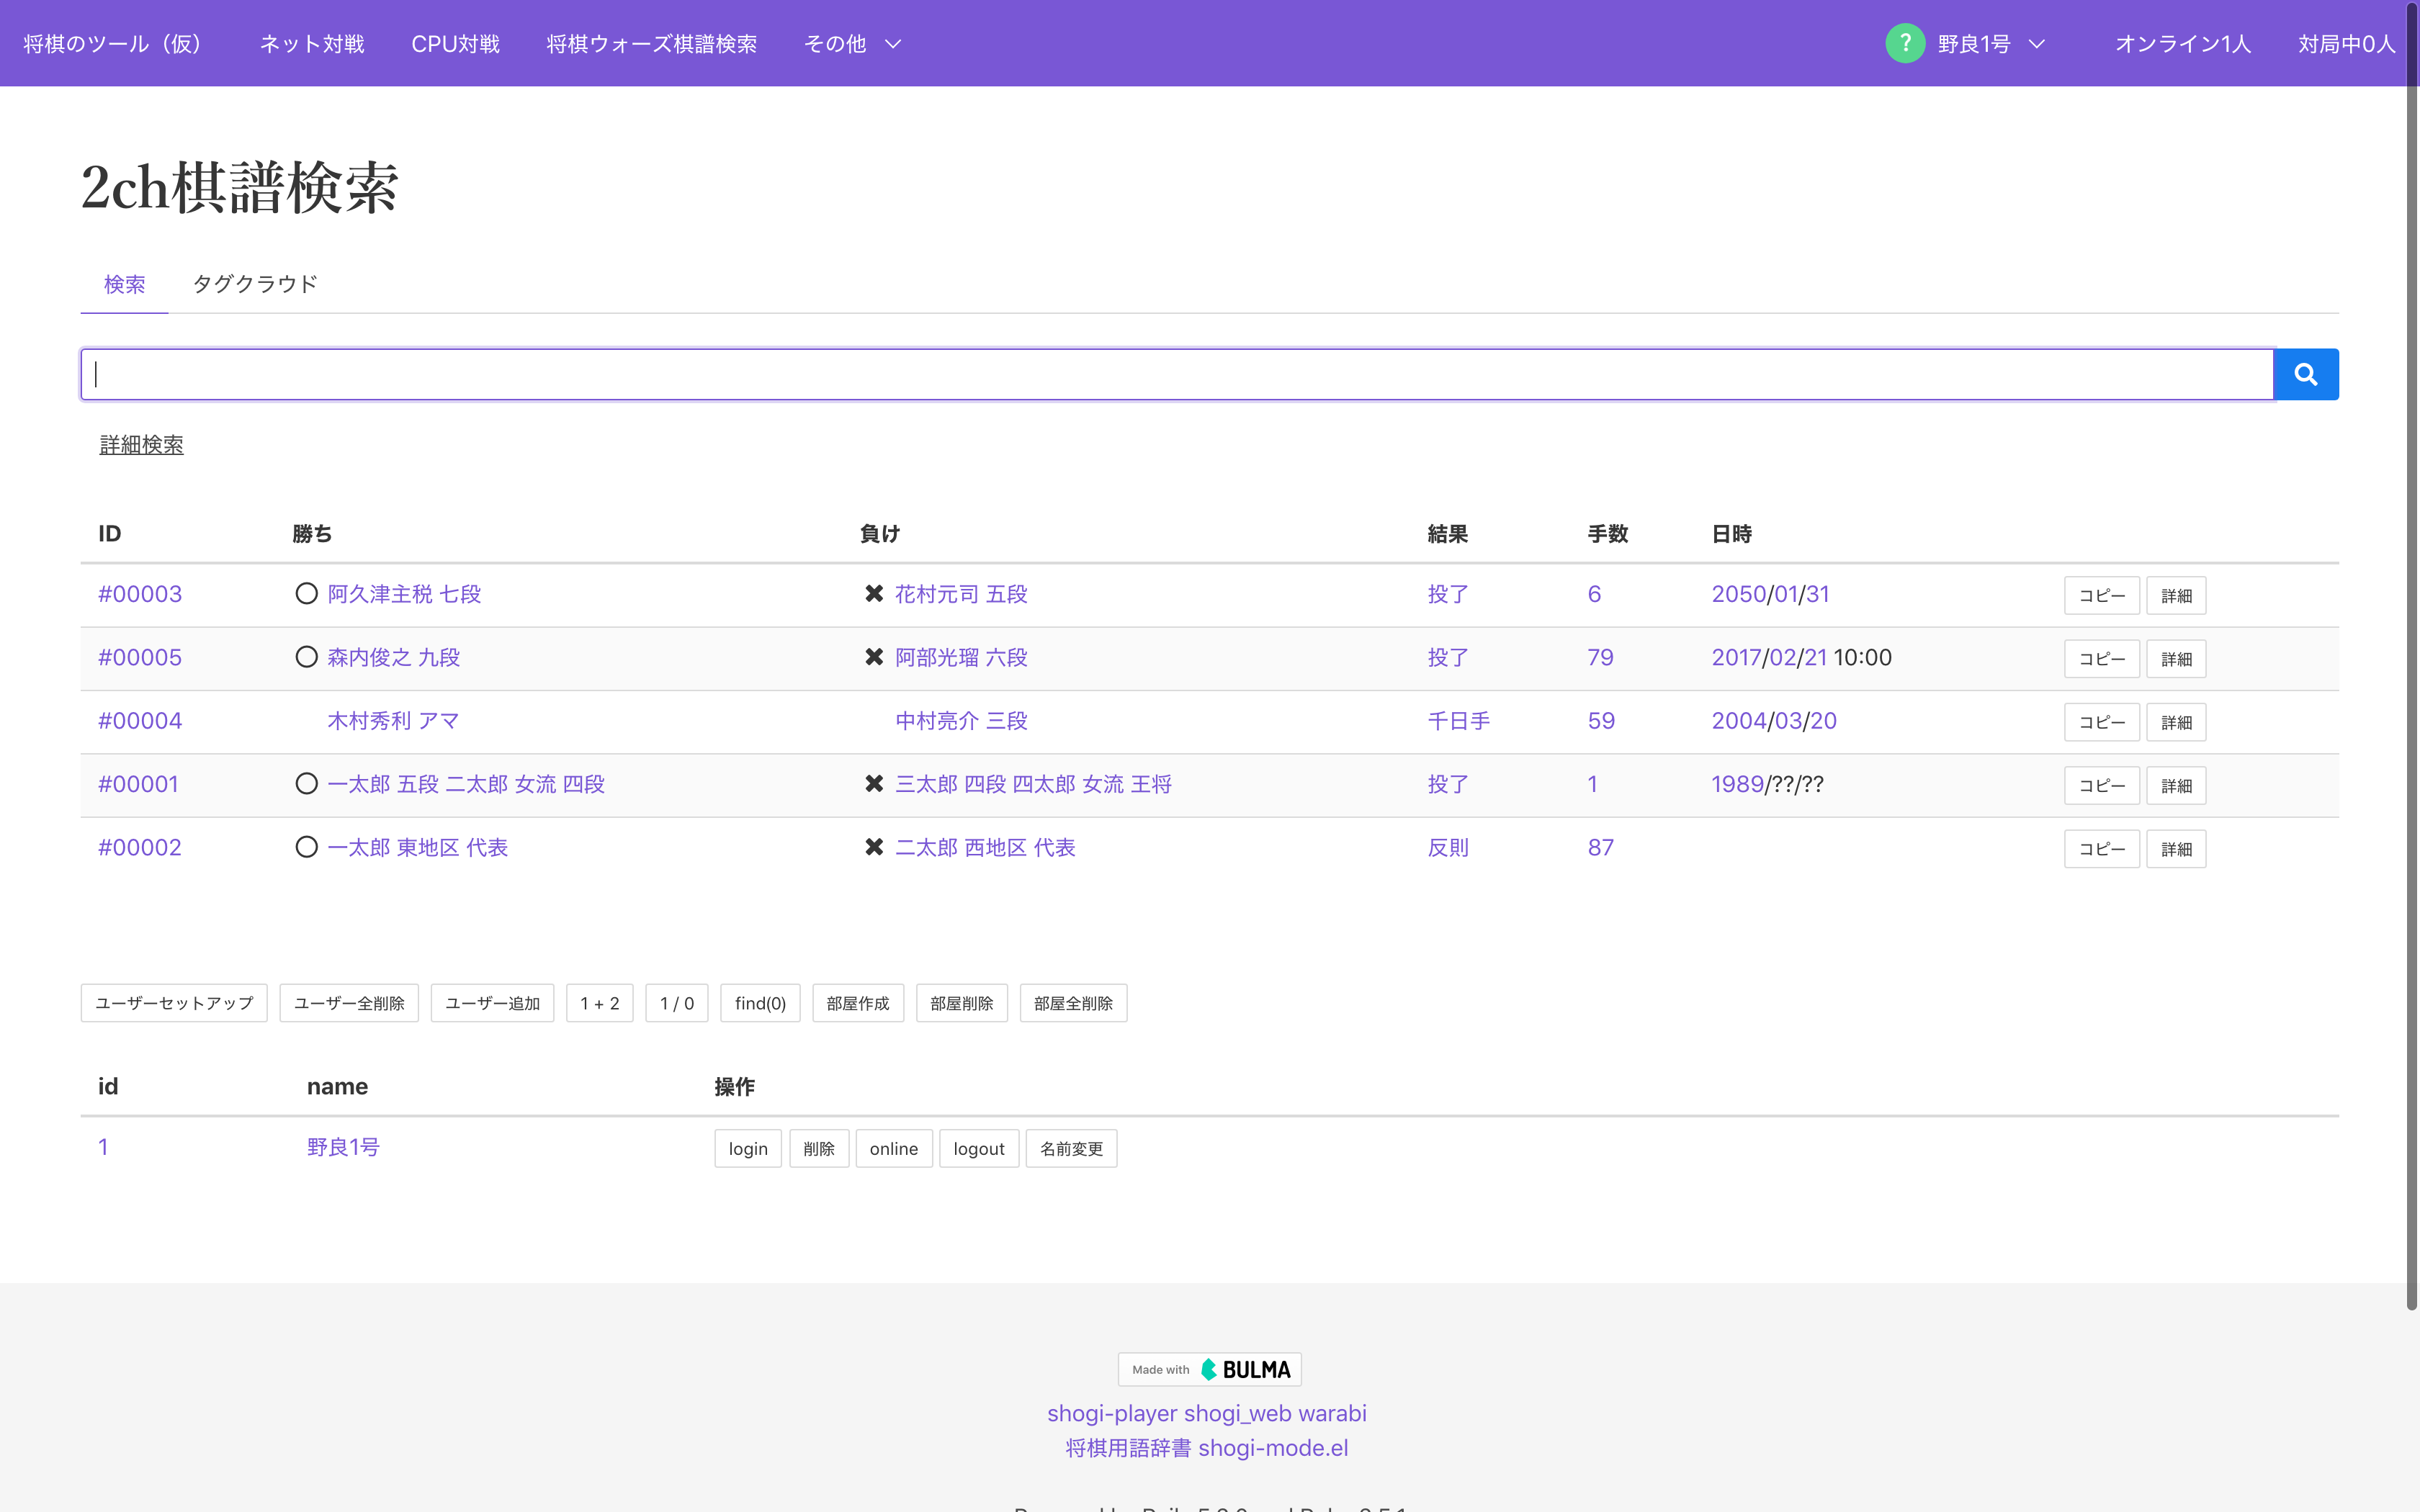 将棋のツール（仮） ネット対戦 CPU対戦 将棋ウォーズ棋譜検索 その他 ? 野良1号 オンライン1人 対局中0人
2ch棋譜検索
検索 タグクラウド
詳細検索
ID 勝ち 負け 結果 手数 日時
#00003 阿久津主税 七段 花村元司 五段 投了 6 2050/01/31 コピー 詳細
#00005 森内俊之 九段 阿部光瑠 六段 投了 79 2017/02/21 10:00 コピー 詳細
#00004 木村秀利 アマ 中村亮介 三段 千日手 59 2004/03/20 コピー 詳細
#00001 一太郎 五段 二太郎 女流 四段 三太郎 四段 四太郎 女流 王将 投了 1 1989/??/?? コピー 詳細
#00002 一太郎 東地区 代表 二太郎 西地区 代表 反則 87 コピー 詳細
ユーザーセットアップ ユーザー全削除 ユーザー追加 1 + 2 1 / 0 find(0) 部屋作成 部屋削除 部屋全削除
id name 操作
1 野良1号 login 削除 online logout 名前変更
Made with BULMA
shogi-player shogi_web warabi
将棋用語辞書 shogi-mode.el